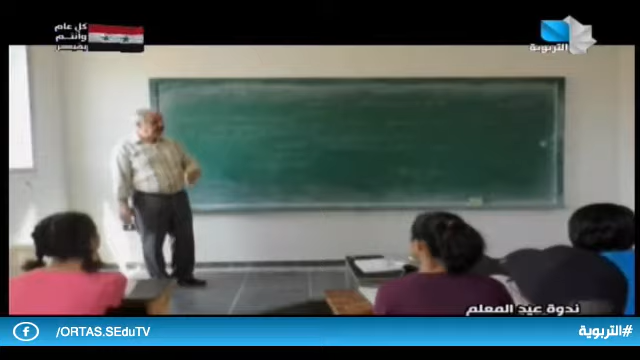 كل عام
وأنتم
بخير
التربوية
ندوة عيد المعلم
/ORTAS.SEduTV
#التربوية